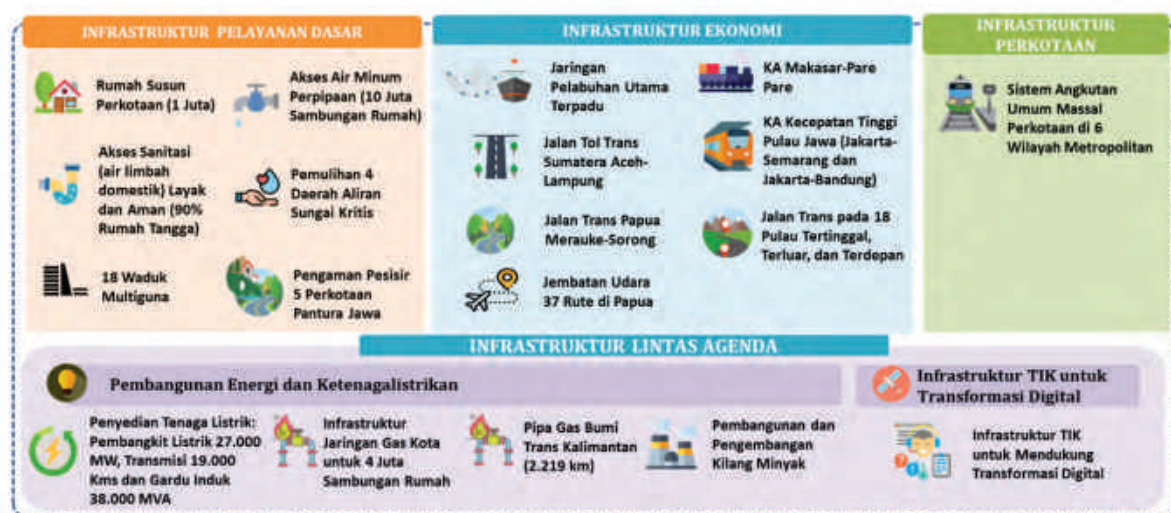 INFRASTRUKTUR PELAYANAN DASAR
Rumah Susun
Perkotaan (1 Juta)
Akses Air Minum
Perpipaan (10 Juta
Sambungan Rumah)
Akses Sanitasi
(air limbah
domestik) Layak
dan Aman (90%
Rumah Tangga)
Pemulihan 4
Daerah Aliran
Sungai Kritis
18 Waduk
Multiguna
Pengaman Pesisir
5 Perkotaan
Pantura Jawa
INFRASTRUKTUR EKONOMI
Jaringan
Pelabuhan Utama
Terpadu
KA Makasar-Pare
Pare
Jalan Tol Trans
Sumatera Aceh-
Lampung
KA Kecepatan Tinggi
Pulau Jawa (Jakarta-
Semarang dan
Jakarta-Bandung)
Jalan Trans Papua
Merauke-Sorong
Jalan Trans pada 18
Pulau Tertinggal,
Terluar, dan Terdepan
Jembatan Udara
37 Rute di Papua
INFRASTRUKTUR
PERKOTAAN
Sistem Angkutan
Umum Massal
Perkotaan di 6
Wilayah Metropolitan
INFRASTRUKTUR LINTAS AGENDA
Pembangunan Energi dan Ketenagalistrikan
Penyedian Tenaga Listrik:
Pembangkit Listrik 27.000
MW, Transmisi 19.000
Kms dan Gardu Induk
38.000 MVA
Infrastruktur
Jaringan Gas Kota
untuk 4 Juta
Sambungan Rumah
Pipa Gas Bumi
Trans Kalimantan
(2.219 km)
Pembangunan dan
Pengembangan
Kilang Minyak
Infrastruktur TIK untuk
Transformasi Digital
Infrastruktur TIK
untuk Mendukung
Transformasi Digital